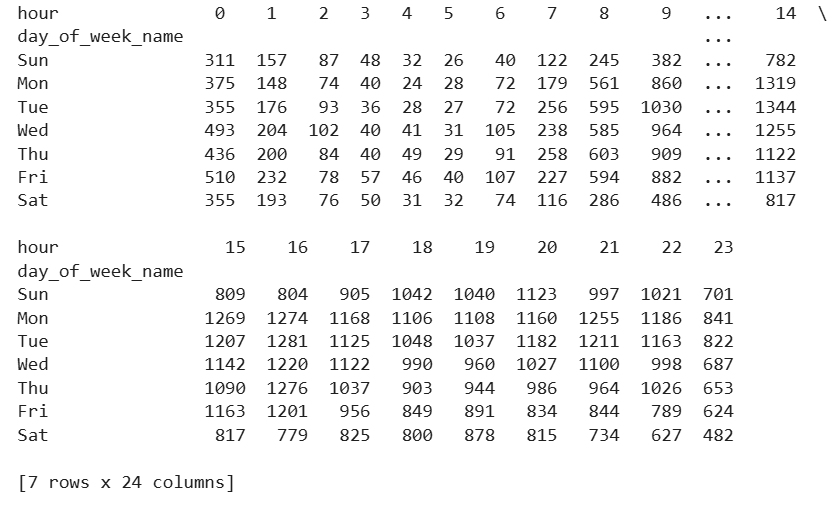 hour 0 1 2 3 4 5 6 7 8 9 ... 14 \
day_of_week_name ...
Sun 311 157 87 48 32 26 40 122 245 382 ... 782
Mon 375 148 74 40 24 28 72 179 561 860 ... 1319
Tue 355 176 93 36 28 27 72 256 595 1030 ... 1344
Wed 493 204 102 40 41 31 105 238 585 964 ... 1255
Thu 436 200 84 40 49 29 91 258 603 909 ... 1122
Fri 510 232 78 57 46 40 107 227 594 882 ... 1137
Sat 355 193 76 50 31 32 74 116 286 486 ... 817
hour 15 16 17 18 19 20 21 22 23
day_of_week_name
Sun 809 804 905 1042 1040 1123 997 1021 701
Mon 1269 1274 1168 1106 1108 1160 1255 1186 841
Tue 1207 1281 1125 1048 1037 1182 1211 1163 822
Wed 1142 1220 1122 990 960 1027 1100 998 687
Thu 1090 1276 1037 903 944 986 964 1026 653
Fri 1163 1201 956 849 891 834 844 789 624
Sat 817 779 825 800 878 815 734 627 482
[7 rows x 24 columns]